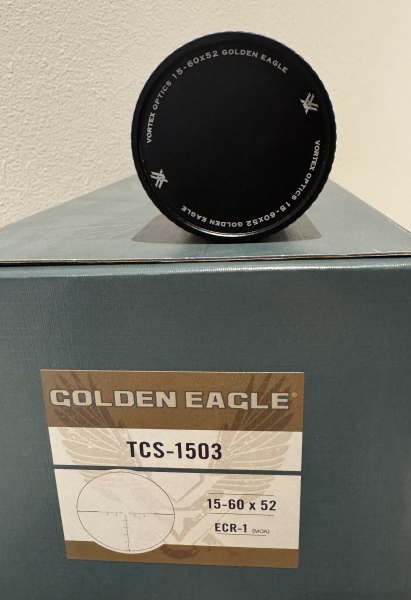 VORTEX OPTICS 15-60x52 GOLDEN EAGLE
VORTEX OPTICS 15-60x52 GOLDEN EAGLE
GOLDEN EAGLE®
TCS-1503
15-60 x 52
ECR-1 (MOA)